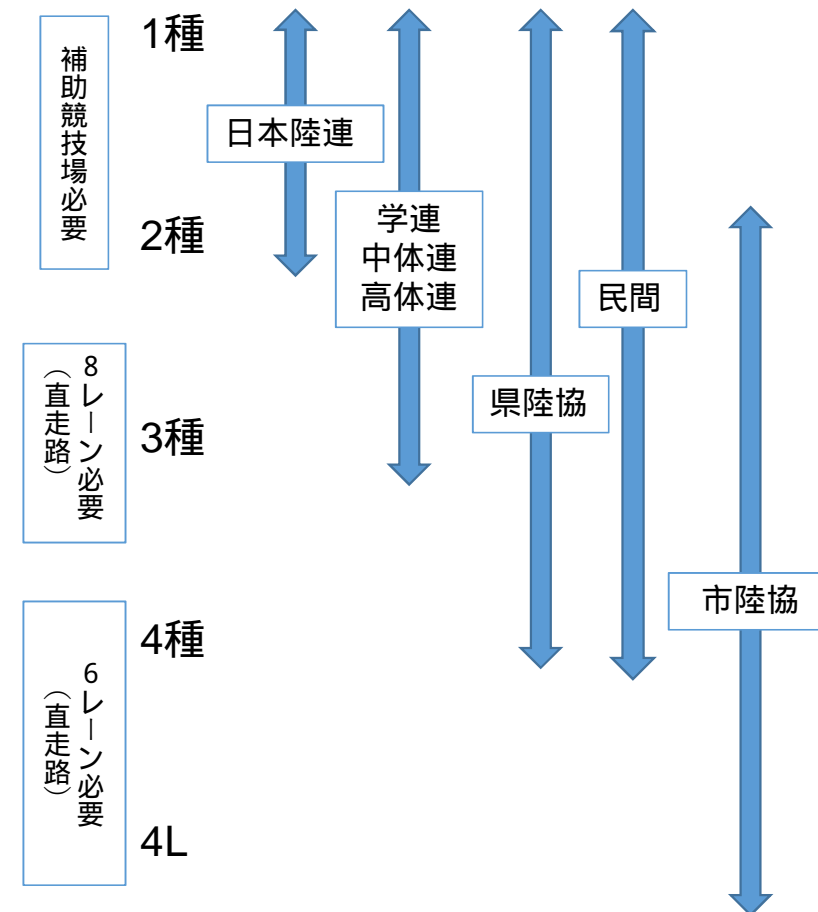 補助競技場必要
1種
2種
8レーン必要
（直走路）
3種
6レーン必要
（直走路）
4種
4L
日本陸連
学連
中体連
高体連
県陸協
民間
市陸協